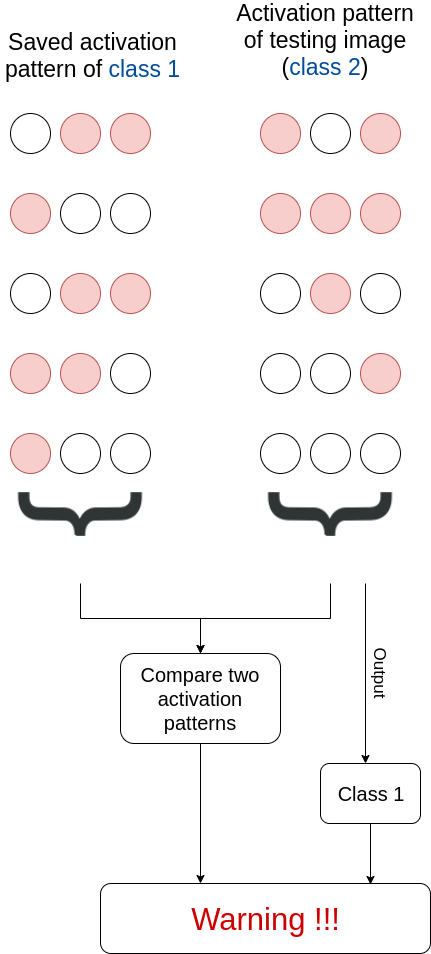 Saved activation
pattern of class 1
Activation pattern
of testing image
(class 2)
Compare two
activation
patterns
Output
Class 1
Warning !!!